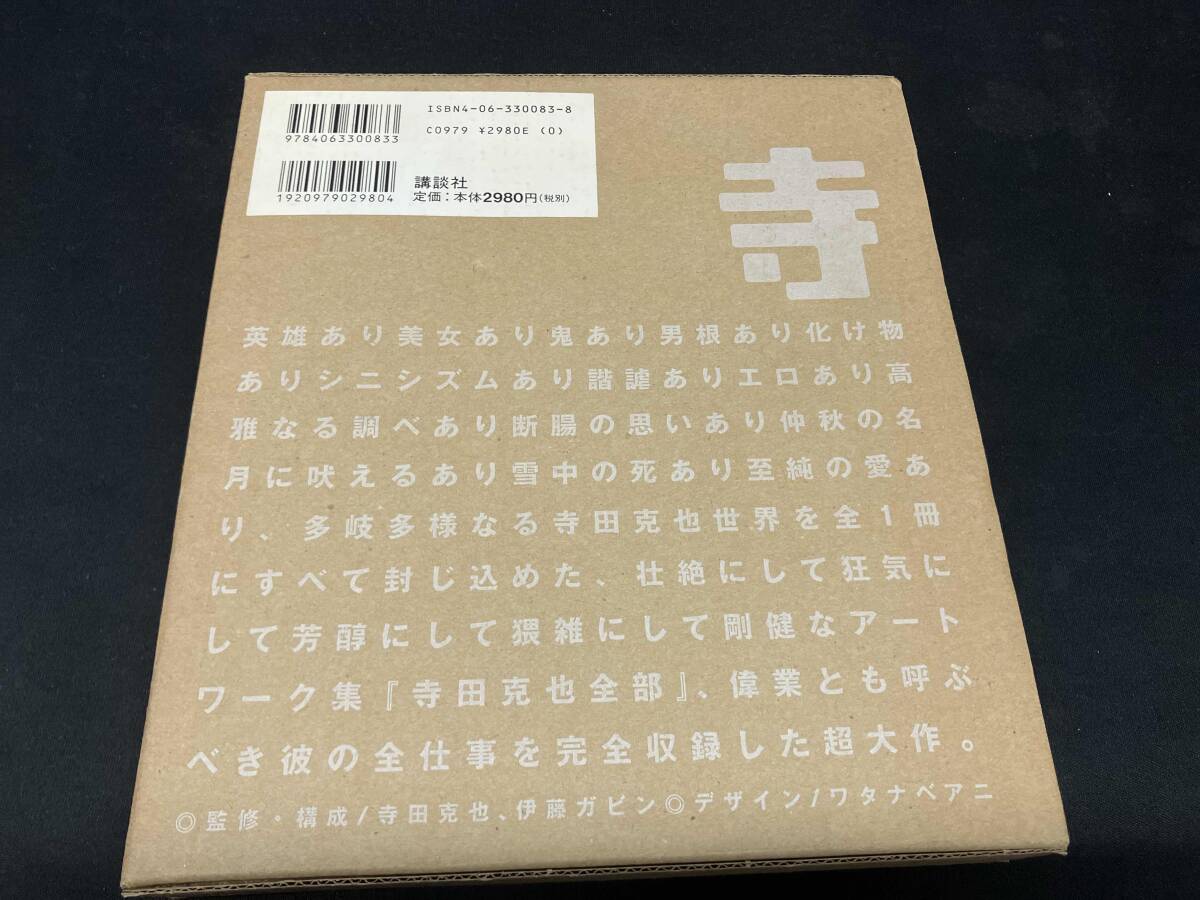 ISBN4-06-330083-8
9784063300833
C0979 ¥2980E (0)
1920979029804
講談社
定価：本体2980円(税別)
寺
英雄あり美女あり鬼あり男根あり化け物
ありシニシズムあり諧謔ありエロあり高
雅なる調べあり断腸の思いあり仲秋の名
月に吠えるあり雪中の死あり至純の愛あ
り、多岐多様なる寺田克也世界を全1冊
にすべて封じ込めた、壮絶にして狂気に
して芳醇にして猥雑にして剛健なアート
ワーク集『寺田克也全部』、偉業とも呼ぶ
べき彼の全仕事を完全収録した超大作。
◎監修・構成/寺田克也、伊藤ガビン◎デザイン/ワタナベアニ